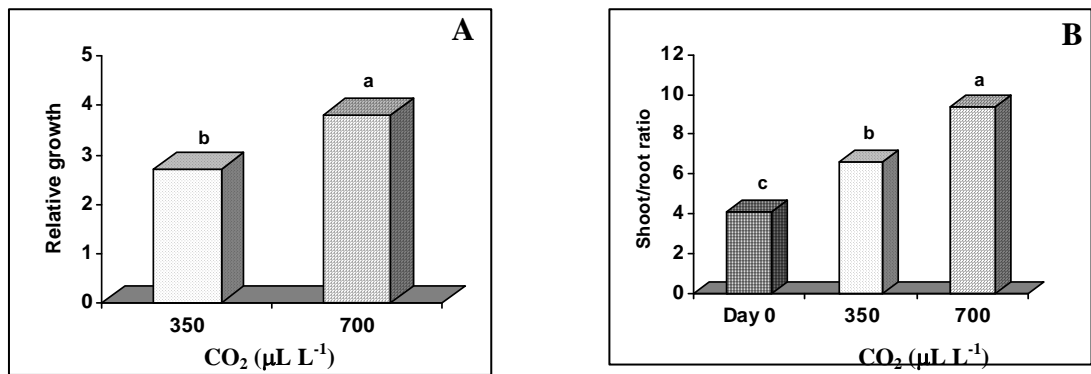 A
Relative growth
5
4
3
2
1
0
b
a
350 700
CO₂ (µL L⁻¹)
B
Shoot/root ratio
12
10
8
6
4
2
0
c
b
a
Day 0 350 700
CO₂ (µL L⁻¹)